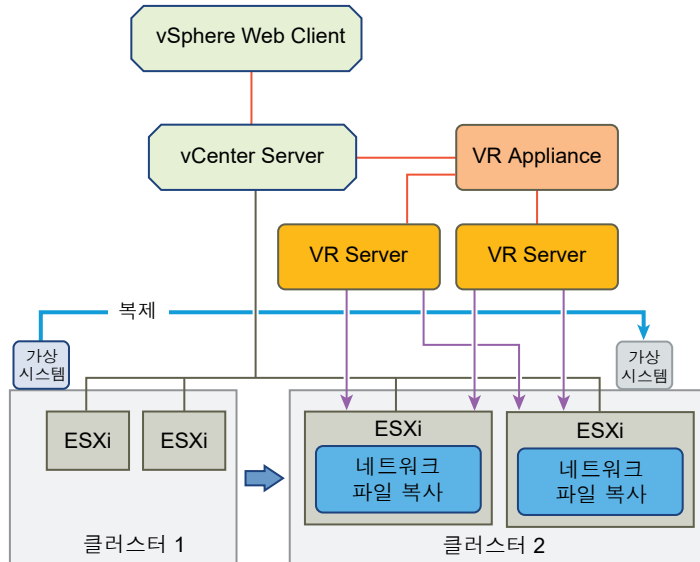 vSphere Web Client
vCenter Server
VR Appliance
VR Server
VR Server
복제
가상
시스템
가상
시스템
ESXi
ESXi
ESXi
네트워크
파일 복사
ESXi
네트워크
파일 복사
클러스터 1
클러스터 2